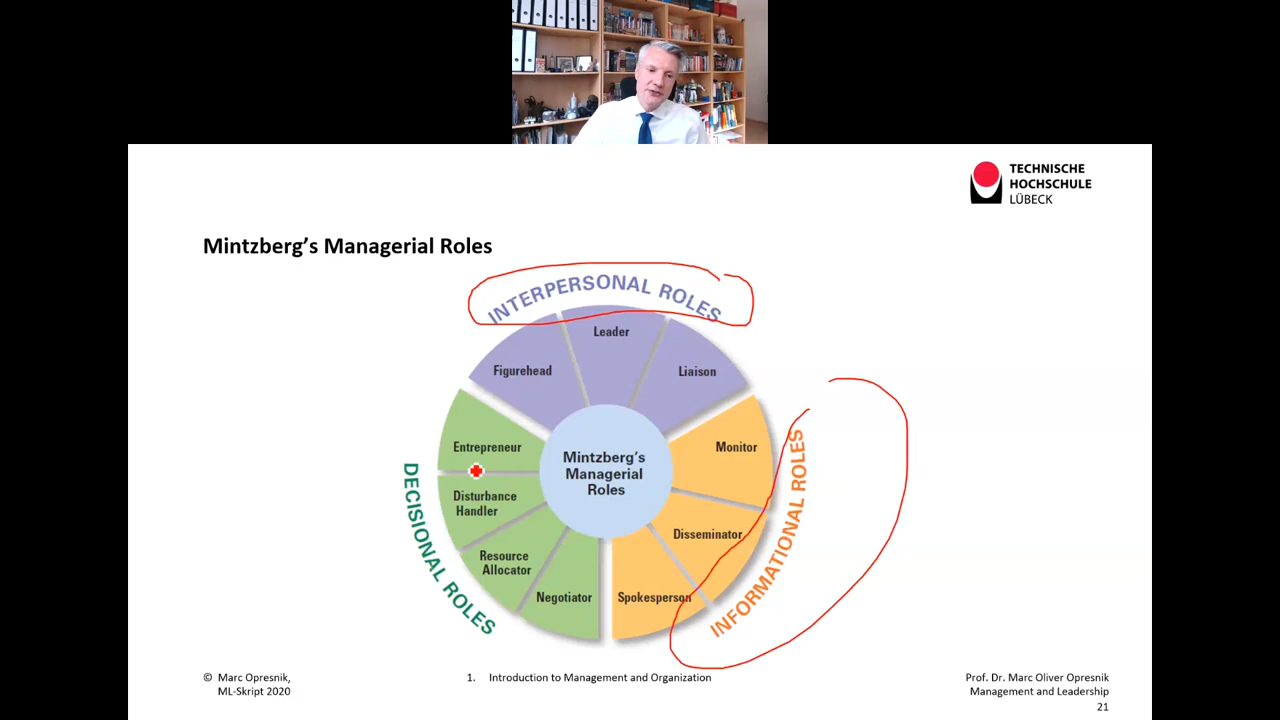 TECHNISCHE
HOCHSCHULE
LÜBECK
Mintzberg’s Managerial Roles
INTERPERSONAL ROLES
Leader
Figurehead
Liaison
Entrepreneur
Monitor
Mintzberg’s
Managerial
Roles
Disturbance
Handler
Disseminator
Resource
Allocator
Negotiator
Spokesperson
DECISIONAL ROLES
INFORMATIONAL ROLES
© Marc Opresnik,
ML-Skript 2020
1. Introduction to Management and Organization
Prof. Dr. Marc Oliver Opresnik
Management and Leadership
21